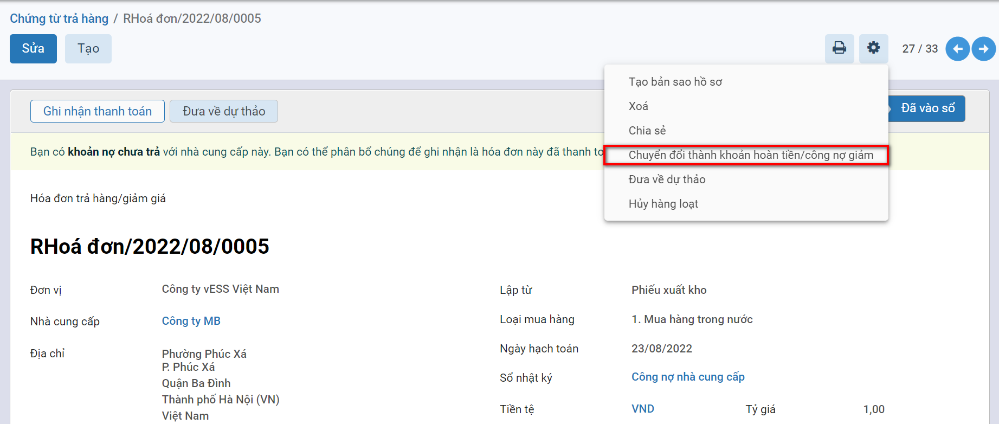 Chứng từ trả hàng / RHoá đơn/2022/08/0005
Sửa
Tạo
27 / 33
Tạo bản sao hồ sơ
Xoá
Chia sẻ
Chuyển đổi thành khoản hoàn tiền/công nợ giảm
Đưa về dự thảo
Hủy hàng loạt
Ghi nhận thanh toán
Đưa về dự thảo
Đã vào sổ
Bạn có khoản nợ chưa trả với nhà cung cấp này. Bạn có thể phân bổ chúng để ghi nhận là hóa đơn này đã thanh to
Hóa đơn trả hàng/giảm giá
RHoá đơn/2022/08/0005
Đơn vị
Công ty vESS Việt Nam
Nhà cung cấp
Công ty MB
Địa chỉ
Phường Phúc Xá
P. Phúc Xá
Quận Ba Đình
Thành phố Hà Nội (VN)
Việt Nam
Lập từ
Phiếu xuất kho
Loại mua hàng
1. Mua hàng trong nước
Ngày hạch toán
23/08/2022
Sổ nhật ký
Công nợ nhà cung cấp
Tiền tệ
VND
Tỷ giá
1,00